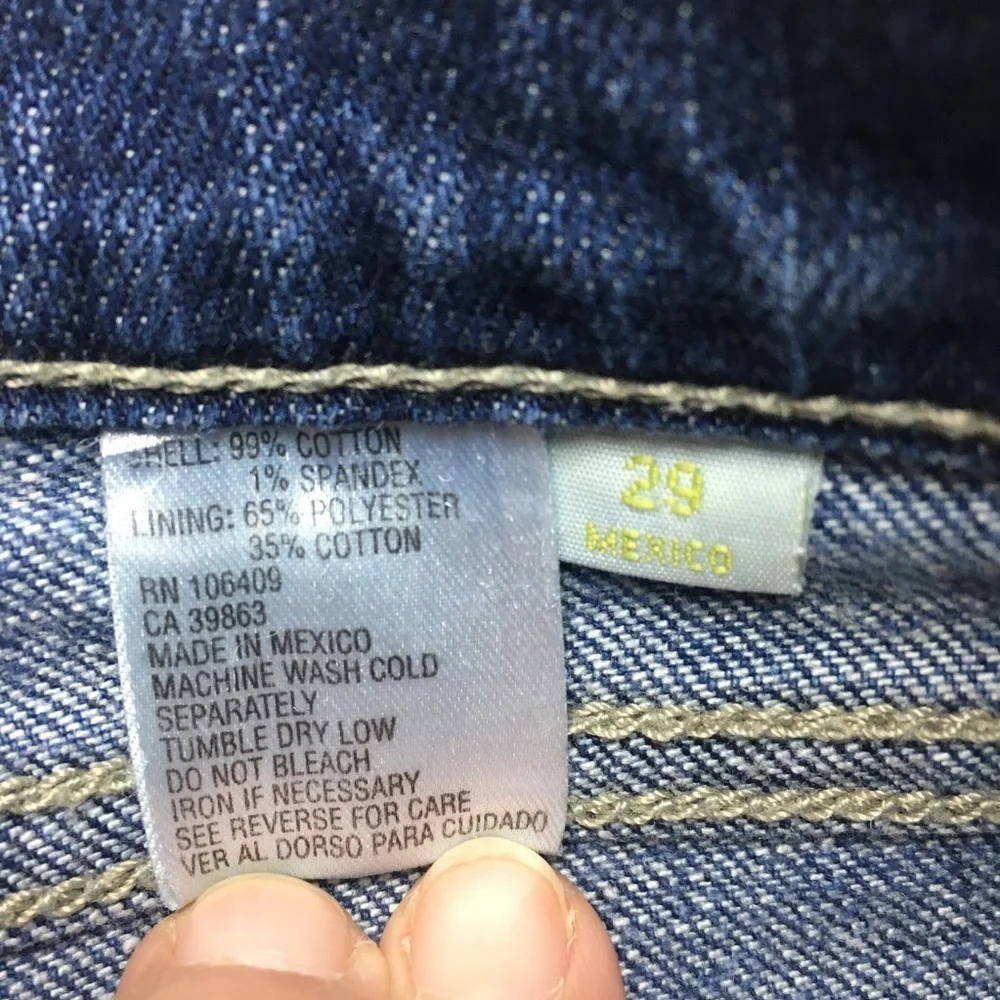 SHELL: 99% COTTON
1% SPANDEX
LINING: 65% POLYESTER
35% COTTON
RN 106409
CA 39863
MADE IN MEXICO
MACHINE WASH COLD
SEPARATELY
TUMBLE DRY LOW
DO NOT BLEACH
IRON IF NECESSARY
SEE REVERSE FOR CARE
VER AL DORSO PARA CUIDADO
29
MEXICO